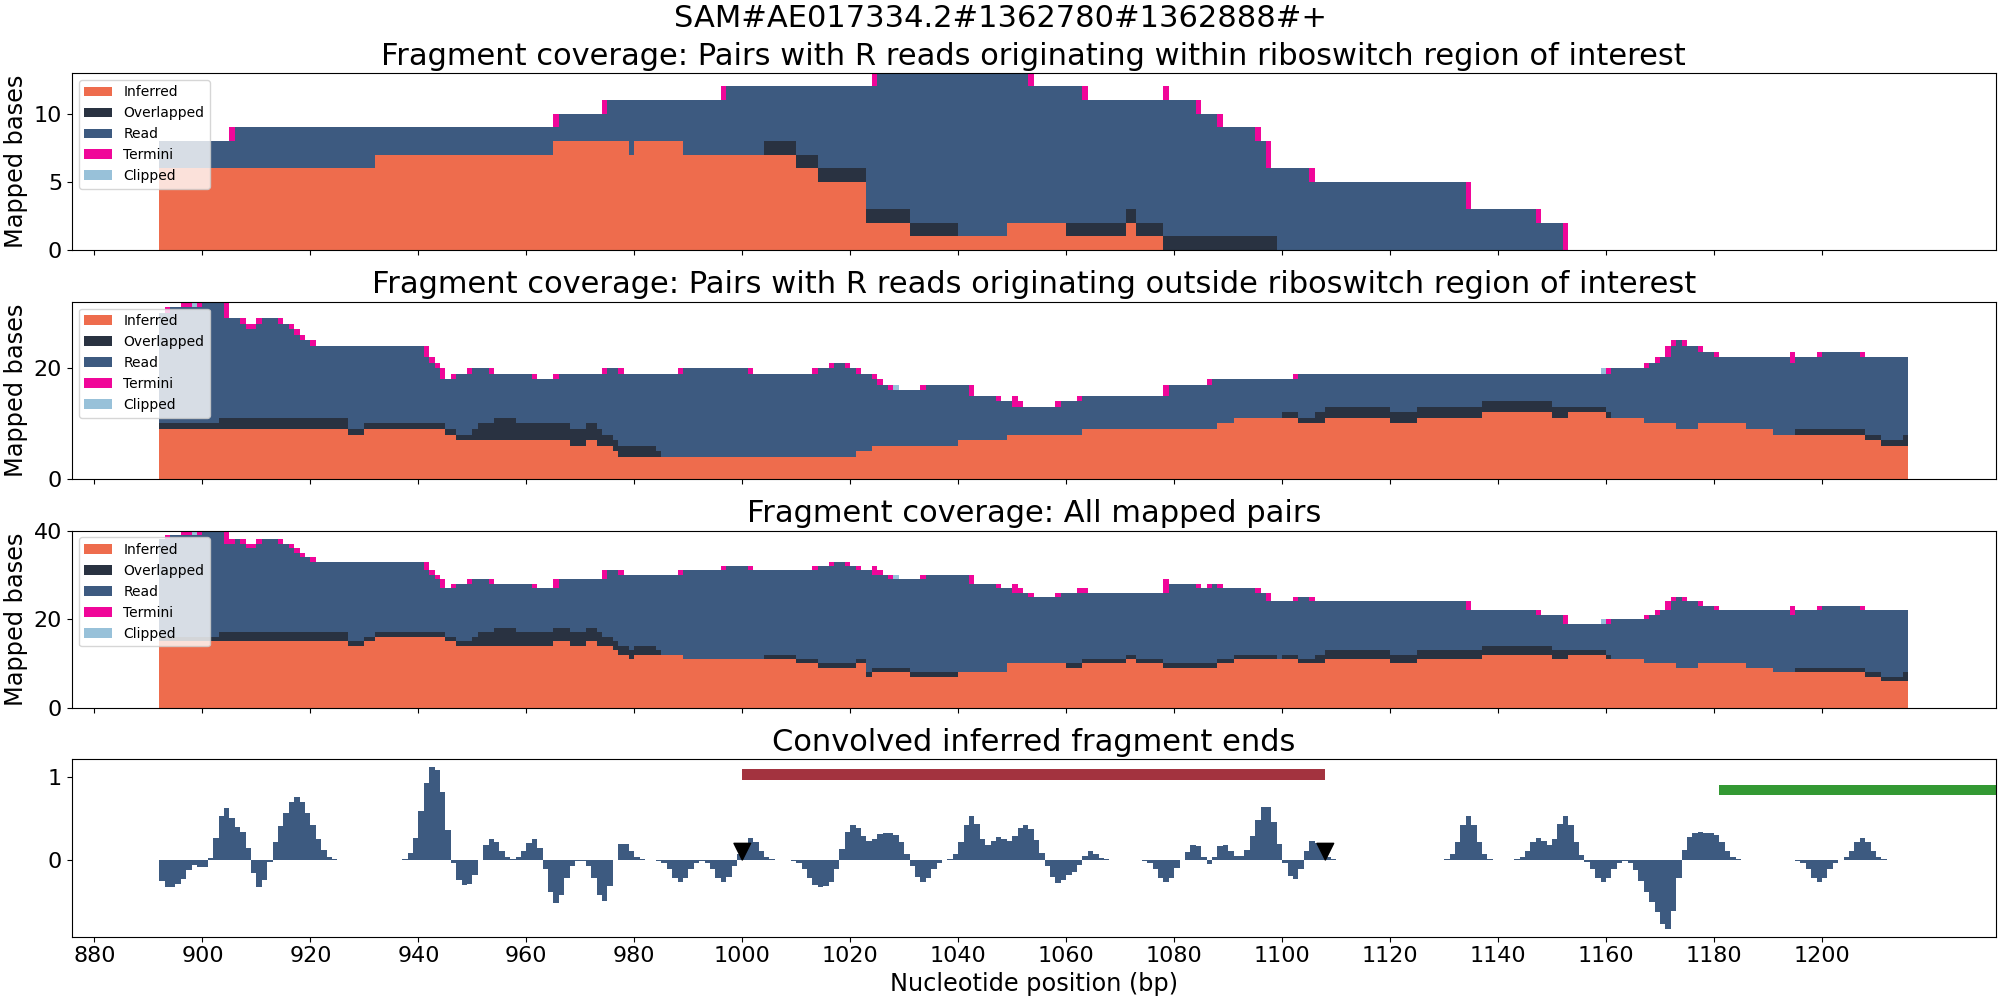 SAM#AE017334.2#1362780#1362888#+
Fragment coverage: Pairs with R reads originating within riboswitch region of interest
Mapped bases
10
5
0
Inferred
Overlapped
Read
Termini
Clipped
Fragment coverage: Pairs with R reads originating outside riboswitch region of interest
Mapped bases
20
0
Inferred
Overlapped
Read
Termini
Clipped
Fragment coverage: All mapped pairs
Mapped bases
40
20
0
Inferred
Overlapped
Read
Termini
Clipped
Convolved inferred fragment ends
1
0
880 900 920 940 960 980 1000 1020 1040 1060 1080 1100 1120 1140 1160 1180 1200
Nucleotide position (bp)